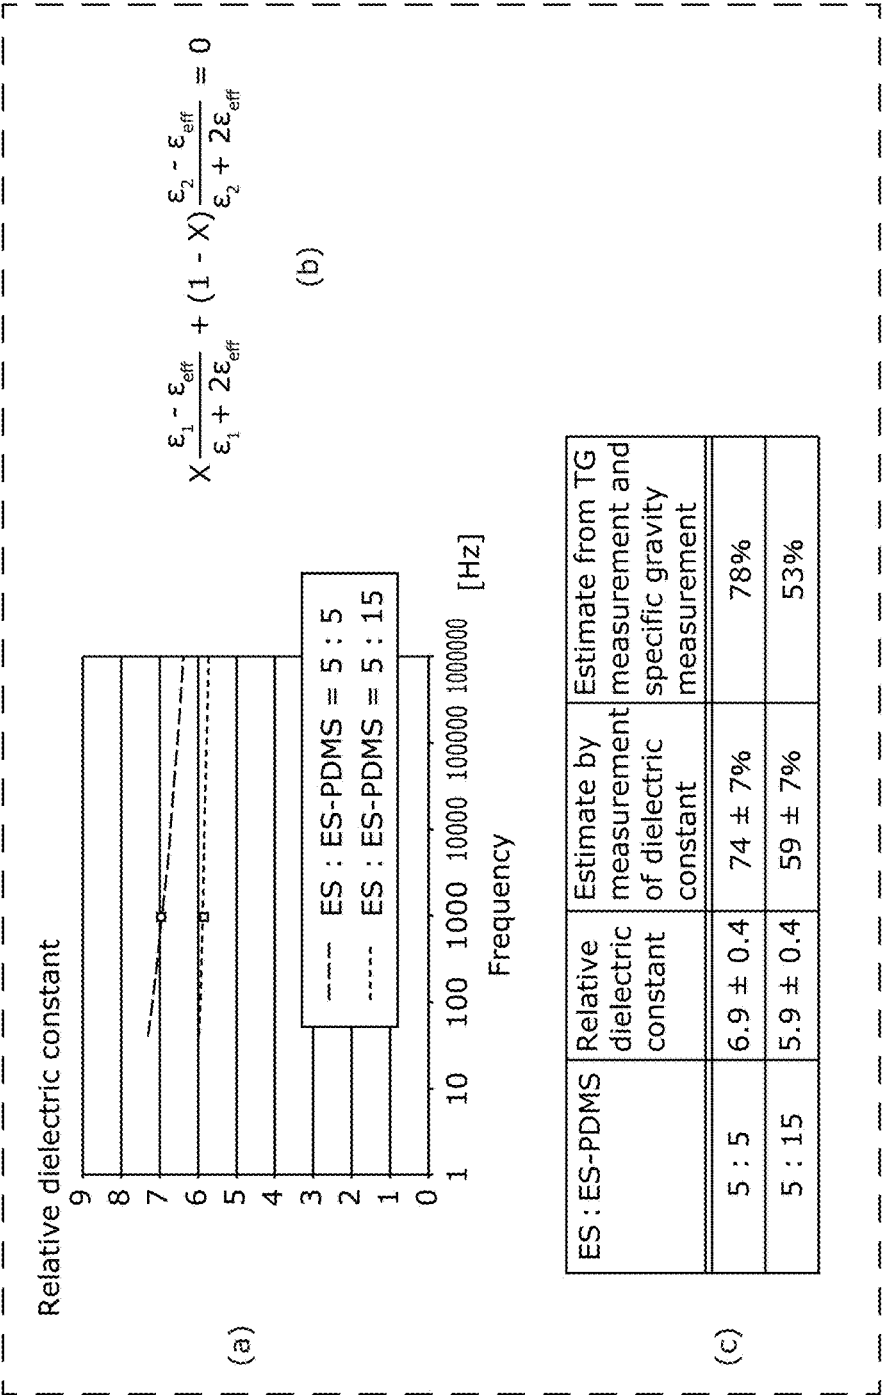 Relative dielectric constant
(a)
9
8
7
6
5
4
3
2
1
0
1 10 100 1000 10000 100000 1000000 [Hz]
Frequency
ES : ES-PDMS = 5 : 5
ES : ES-PDMS = 5 : 15
X (ε₁ - ε_eff)/(ε₁ + 2ε_eff) + (1 - X) (ε₂ - ε_eff)/(ε₂ + 2ε_eff) = 0
(b)
(c)
ES : ES-PDMS
Relative
dielectric
constant
Estimate by
measurement
of dielectric
constant
Estimate from TG
measurement and
specific gravity
measurement
5 : 5 6.9 ± 0.4 74 ± 7% 78%
5 : 15 5.9 ± 0.4 59 ± 7% 53%